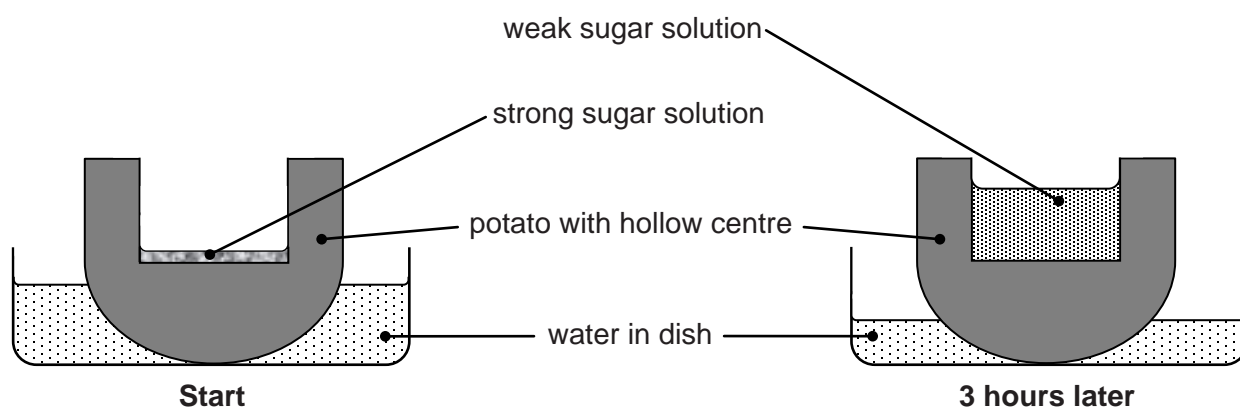 weak sugar solution
strong sugar solution
potato with hollow centre
water in dish
Start
3 hours later